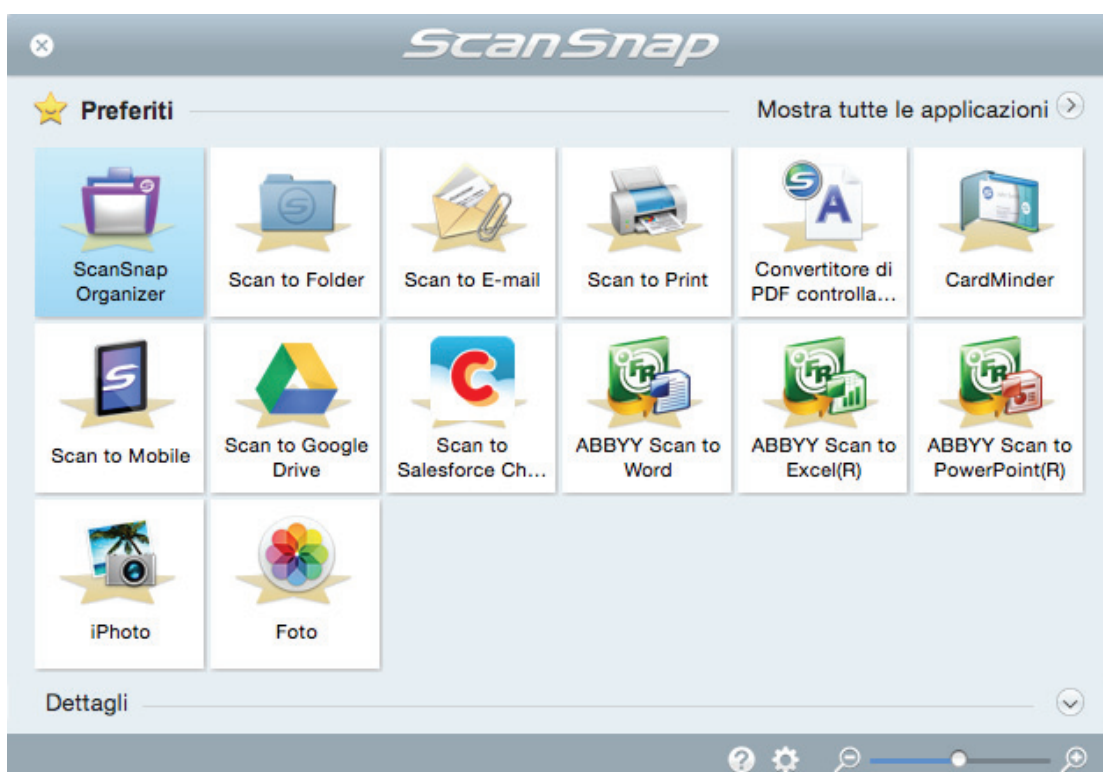 ScanSnap
Preferiti
Mostra tutte le applicazioni
ScanSnap
Organizer
Scan to Folder
Scan to E-mail
Scan to Print
Convertitore di
PDF controlla...
CardMinder
Scan to Mobile
Scan to Google
Drive
Scan to
Salesforce Ch...
ABBYY Scan to
Word
ABBYY Scan to
Excel(R)
ABBYY Scan to
PowerPoint(R)
iPhoto
Foto
Dettagli